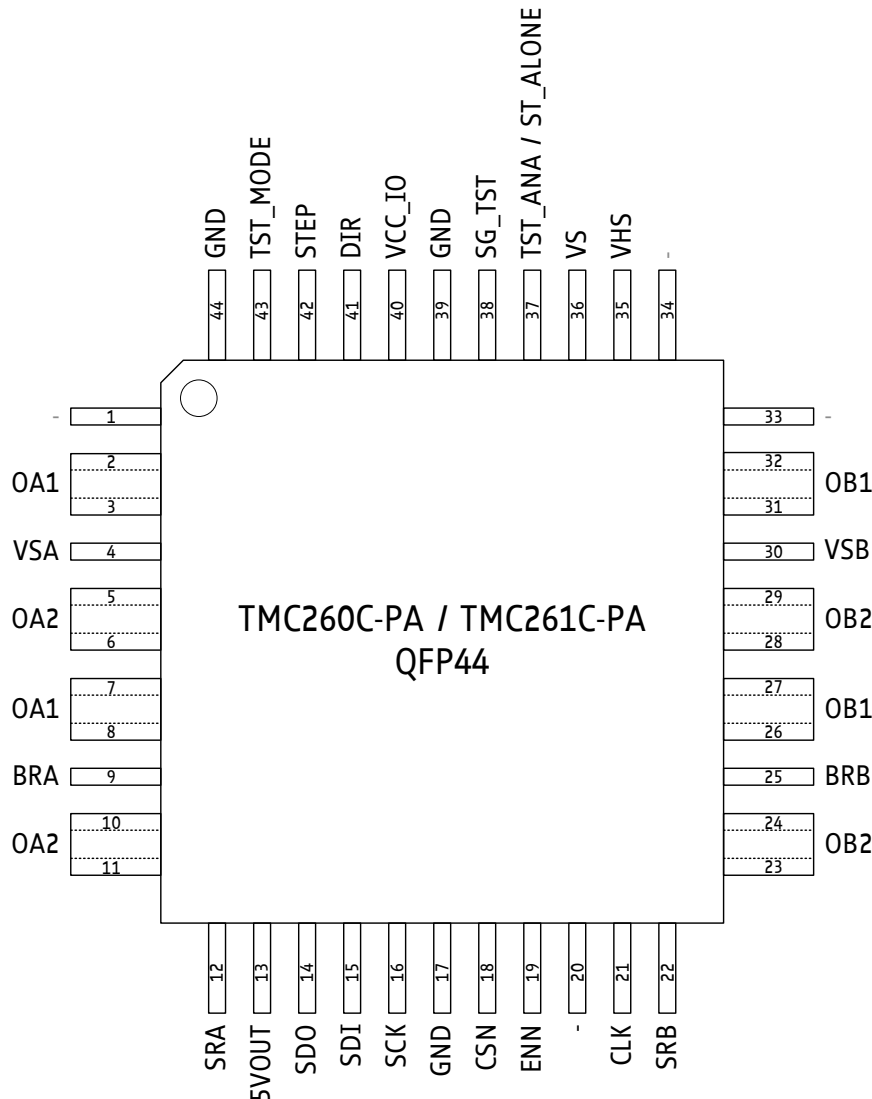 GND
TST_MODE
STEP
DIR
VCC_IO
GND
SG_TST
TST_ANA / ST_ALONE
VS
VHS
-
44
43
42
41
40
39
38
37
36
35
34
-
1
OA1
2
3
VSA
4
OA2
5
6
OA1
7
8
BRA
9
OA2
10
11
TMC260C-PA / TMC261C-PA
QFP44
33
-
32
31
OB1
30
VSB
29
28
OB2
27
26
OB1
25
BRB
24
23
OB2
12
13
14
15
16
17
18
19
20
21
22
SRA
5VOUT
SDO
SDI
SCK
GND
CSN
ENN
-
CLK
SRB